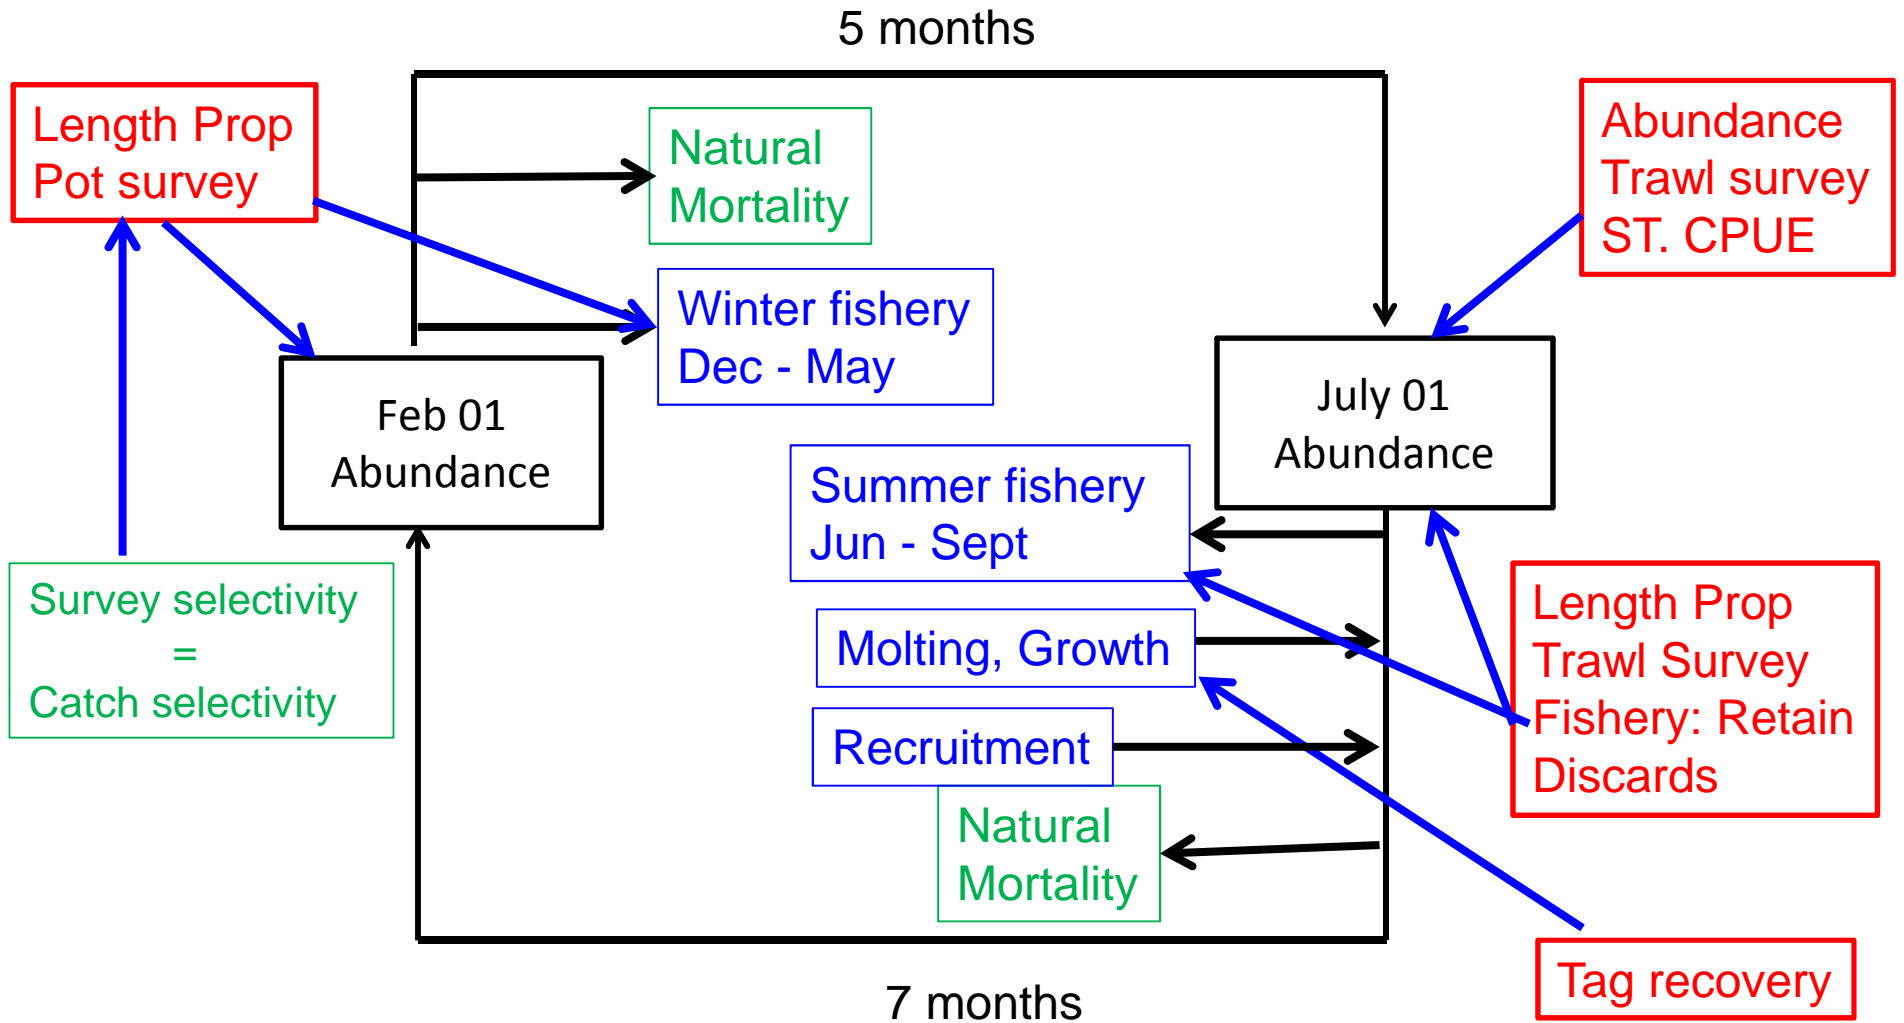 5 months
Length Prop
Pot survey
Natural
Mortality
Abundance
Trawl survey
ST. CPUE
Winter fishery
Dec - May
Feb 01
Abundance
July 01
Abundance
Summer fishery
Jun - Sept
Survey selectivity
=
Catch selectivity
Molting, Growth
Length Prop
Trawl Survey
Fishery: Retain
Discards
Recruitment
Natural
Mortality
Tag recovery
7 months